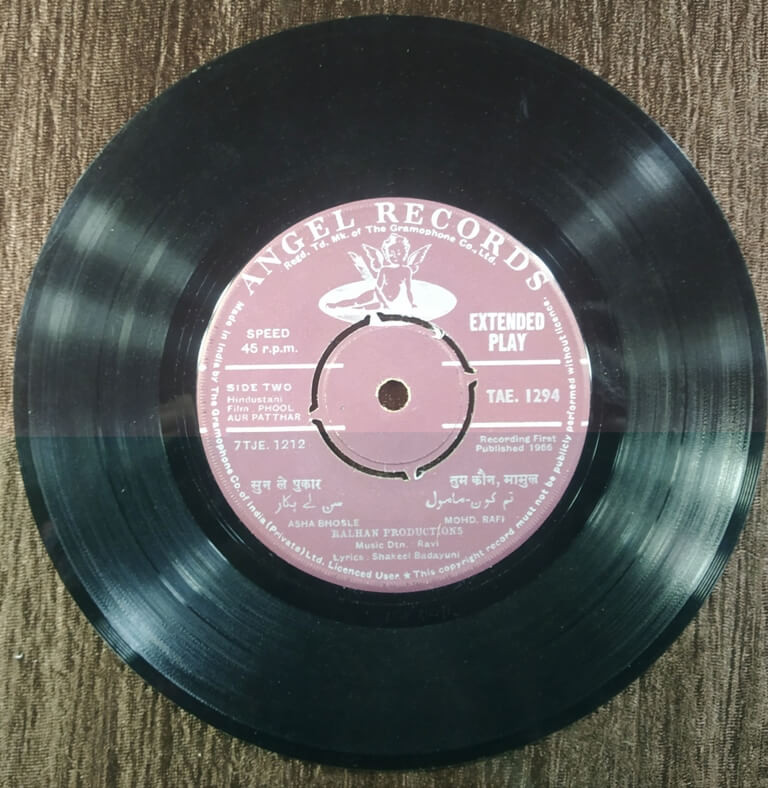 ANGEL RECORDS
Regd. Td. Mk. of The Gramophone Co., Ltd.
SPEED
45 r.p.m.
EXTENDED
PLAY
SIDE TWO
Hindustani
Film. PHOOL
AUR PATTHAR
TAE. 1294
7TJE. 1212
Recording First
Published 1966
सुन ले पुकार
तुम कौन, मामुल
سن لے پکار
تم کون-مامول
ASHA BHOSLE
MOHD. RAFI
RALHAN PRODUCTIONS
Music Dtn. Ravi
Lyrics. Shakeel Badayuni
Made in India by The Gramophone Co. of India (Private) Ltd. Licenced User. ★ This copyright record must not be publicly performed without licence.